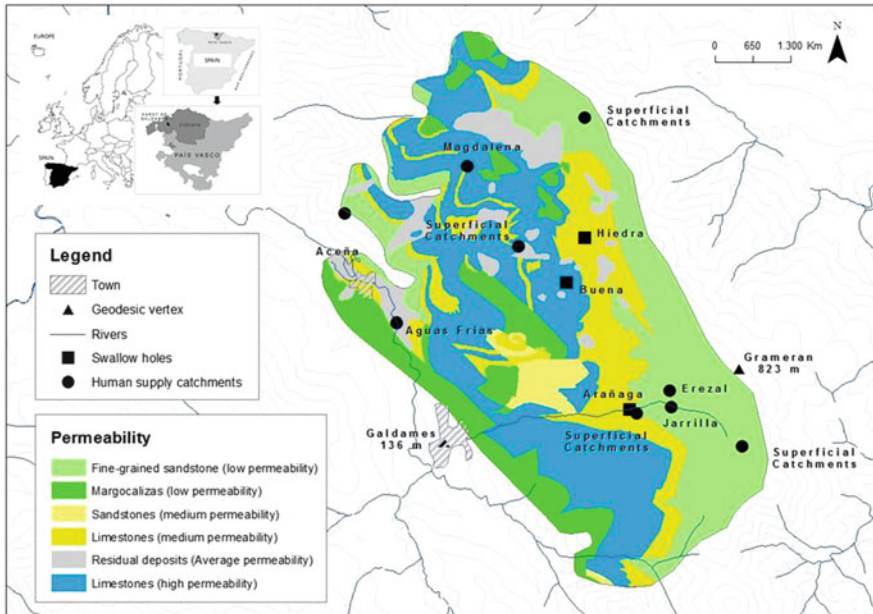 EUROPE
SPAIN
PORTUGAL
SPAIN
PAÍS VASCO
N
0 650 1.300 Km
Superficial
Catchments
Magdalena
Superficial
Catchments
Hiedra
Aceña
Buena
Aguas Frías
Grameran
823 m
Erezal
Arañaga
Jarrilla
Superficial
Catchments
Galdames
136 m
Superficial
Catchments
Legend
Town
Geodesic vertex
Rivers
Swallow holes
Human supply catchments
Permeability
Fine-grained sandstone (low permeability)
Margocalizas (low permeability)
Sandstones (medium permeability)
Limestones (medium permeability)
Residual deposits (Average permeability)
Limestones (high permeability)